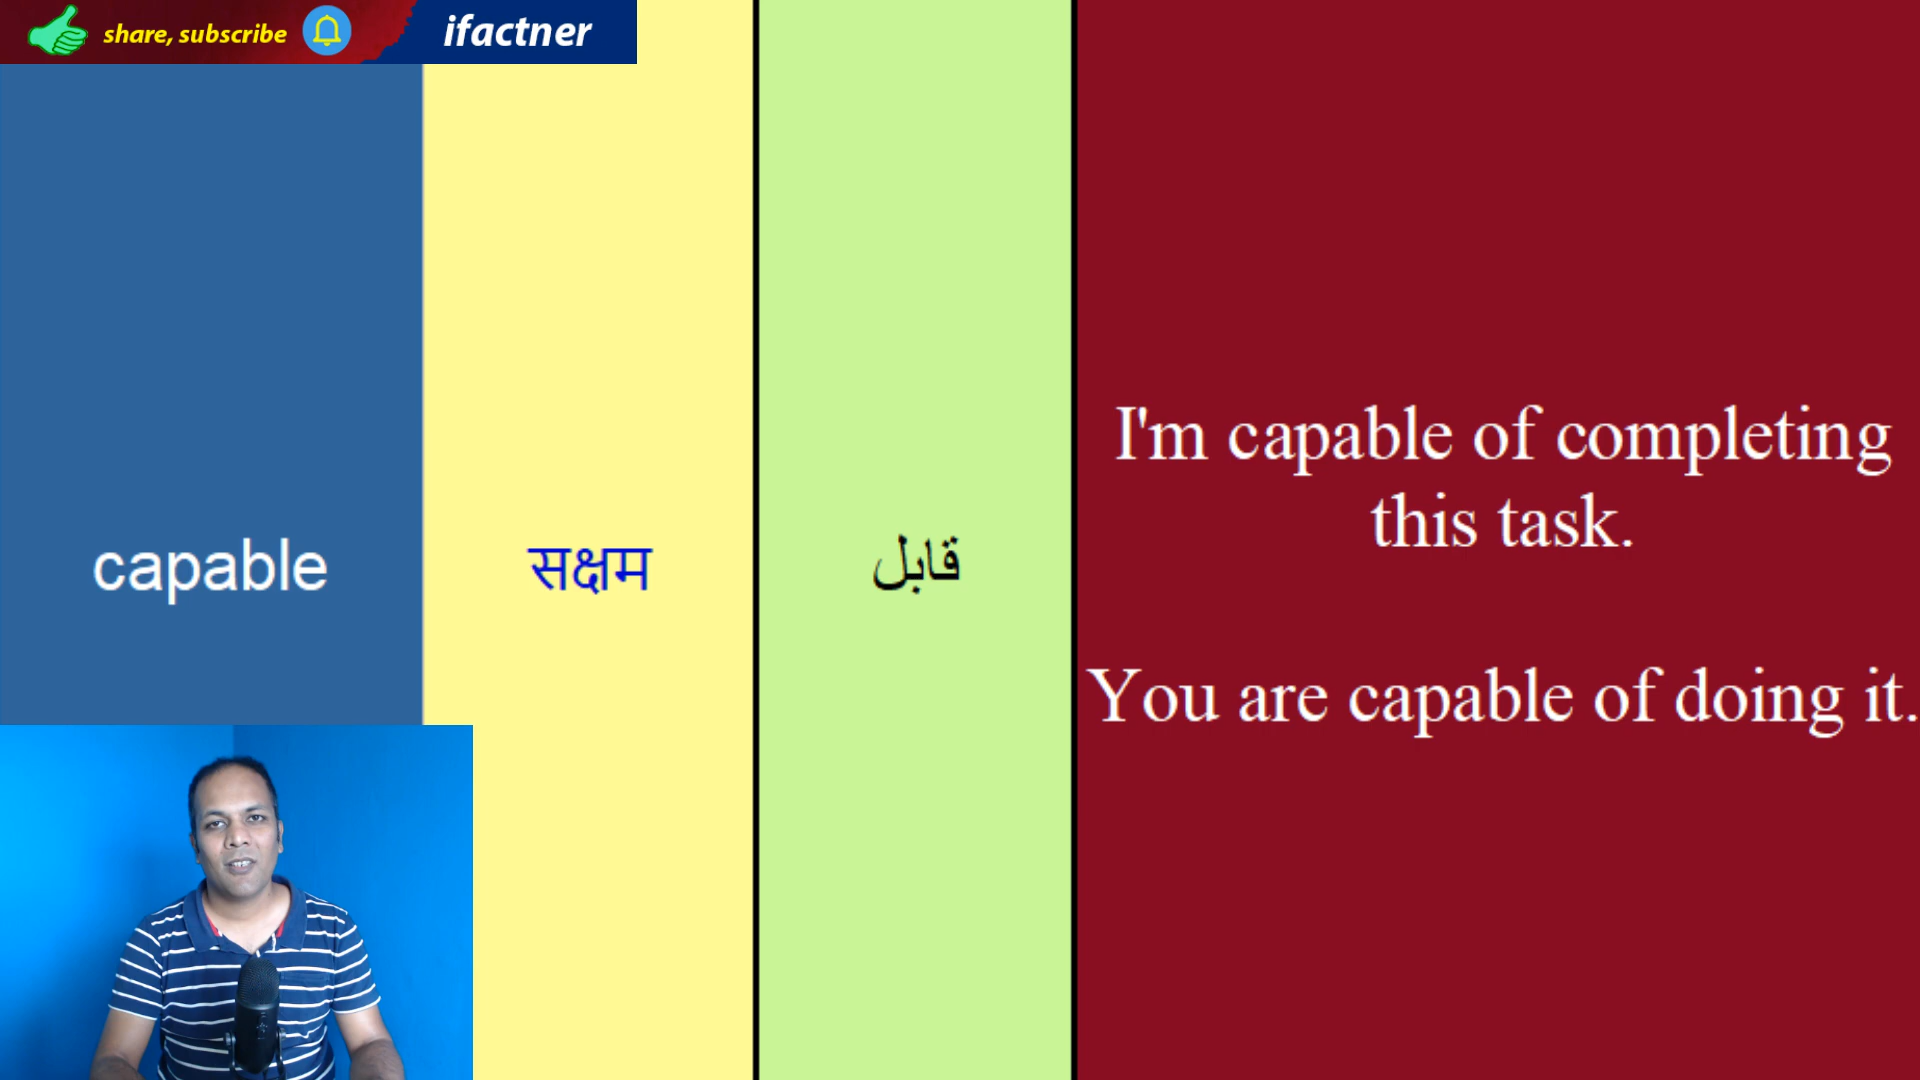 share, subscribe
ifactner
capable
सक्षम
قابل
I'm capable of completing
this task.
You are capable of doing it.